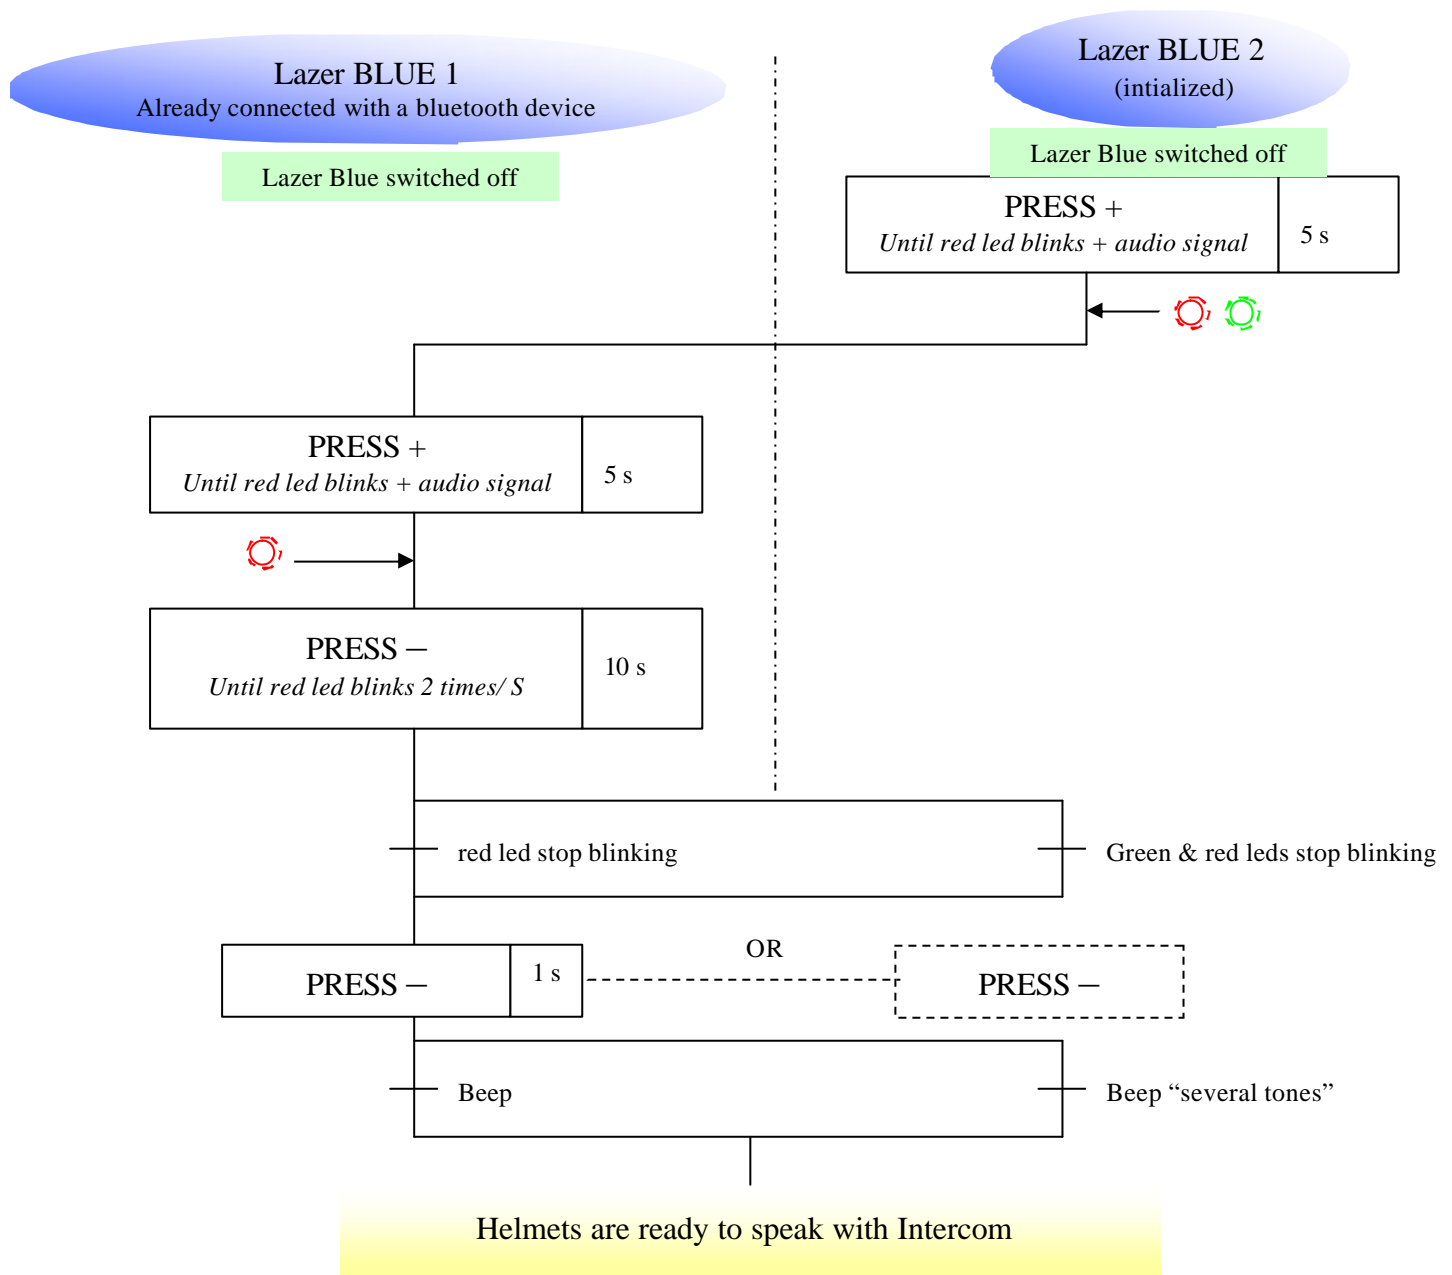 Lazer BLUE 1
Already connected with a bluetooth device
Lazer Blue switched off
Lazer BLUE 2
(intialized)
Lazer Blue switched off
PRESS +
Until red led blinks + audio signal
5 s
PRESS +
Until red led blinks + audio signal
5 s
PRESS –
Until red led blinks 2 times/ S
10 s
red led stop blinking
Green & red leds stop blinking
PRESS –
1 s
OR
PRESS –
Beep
Beep “several tones”
Helmets are ready to speak with Intercom